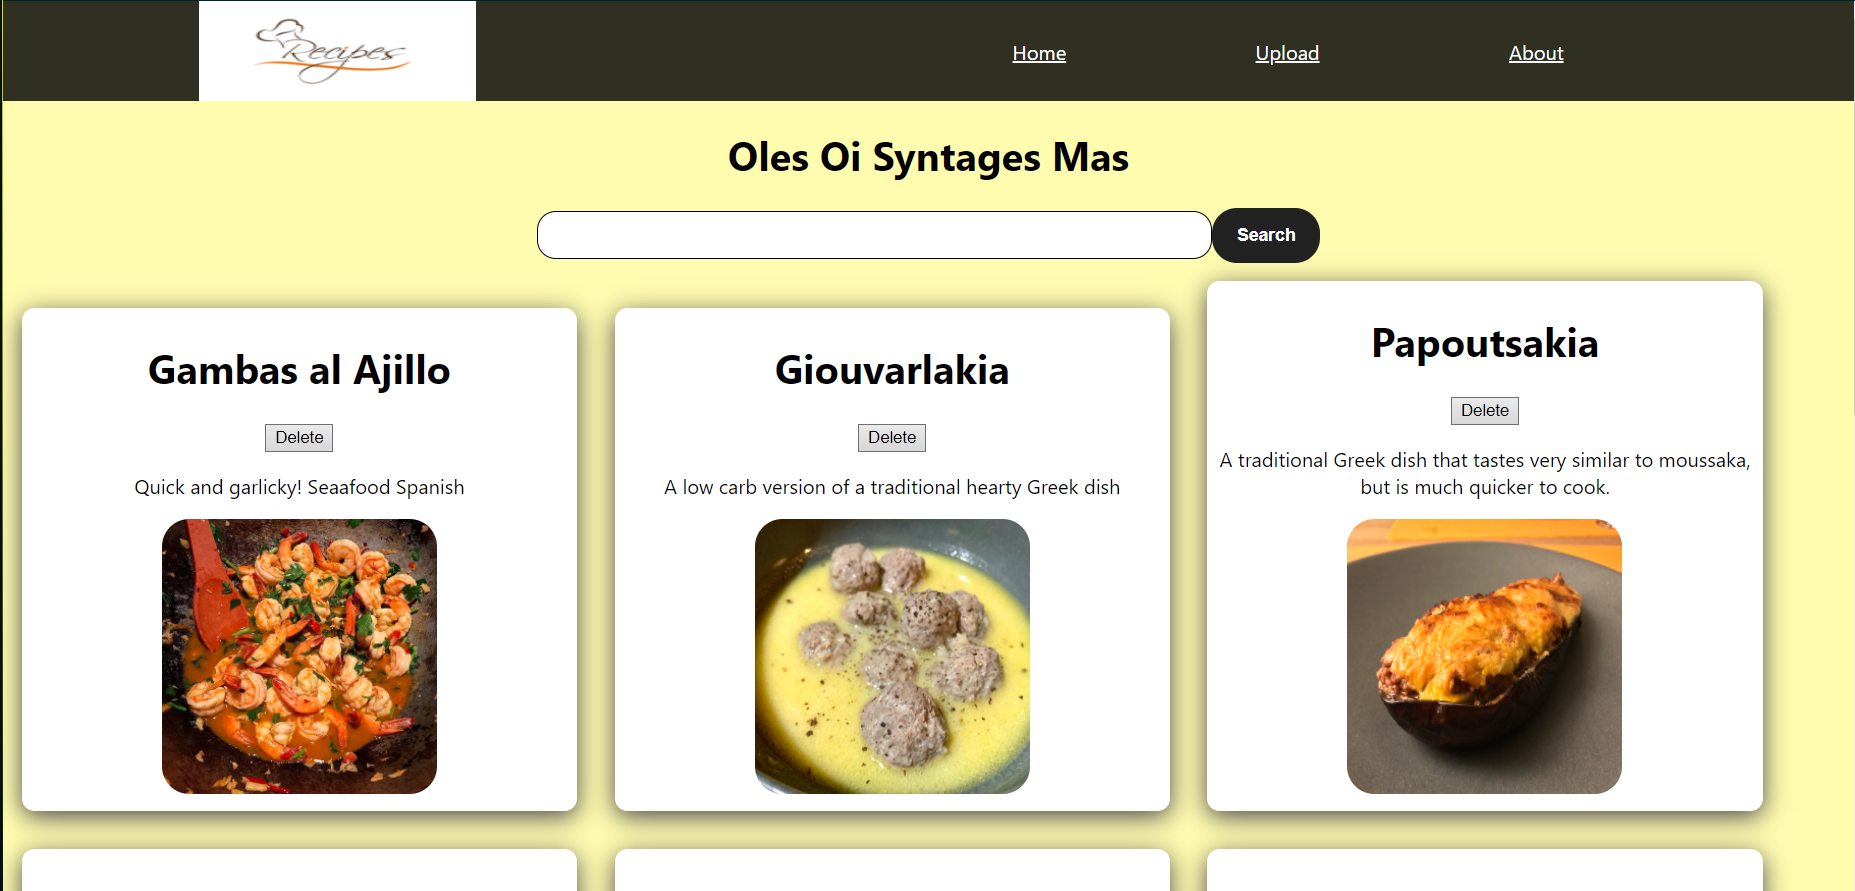 Recipes
Home
Upload
About
Oles Oi Syntages Mas
Search
Gambas al Ajillo
Delete
Quick and garlicky! Seaafood Spanish
Giouvarlakia
Delete
A low carb version of a traditional hearty Greek dish
Papoutsakia
Delete
A traditional Greek dish that tastes very similar to moussaka,
but is much quicker to cook.